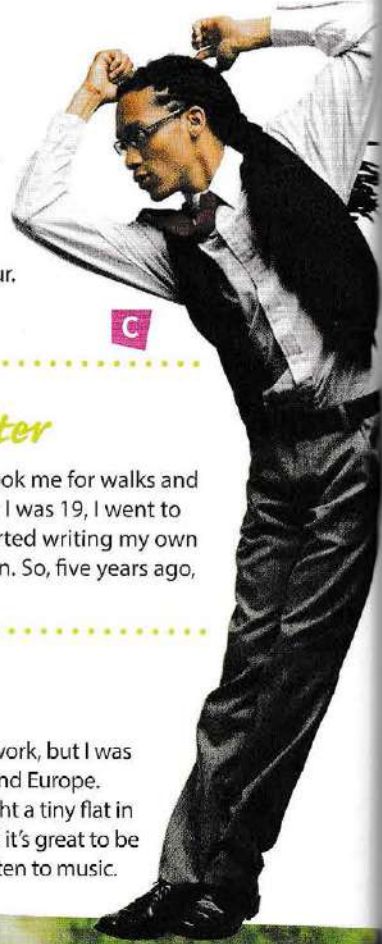 ur.
C
ter
ook me for walks and
I was 19, I went to
rted writing my own
n. So, five years ago,
work, but I was
nd Europe.
ht a tiny flat in
it's great to be
ten to music.